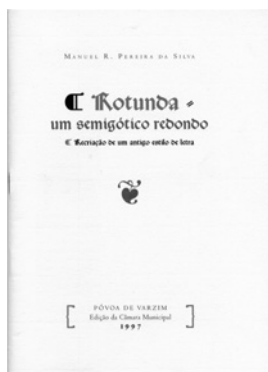 Manuel R. Pereira da Silva
Rotunda
um semigótico redondo
Recriação de um antigo estilo de letra
PÓVOA DE VARZIM
Edição da Câmara Municipal
1997